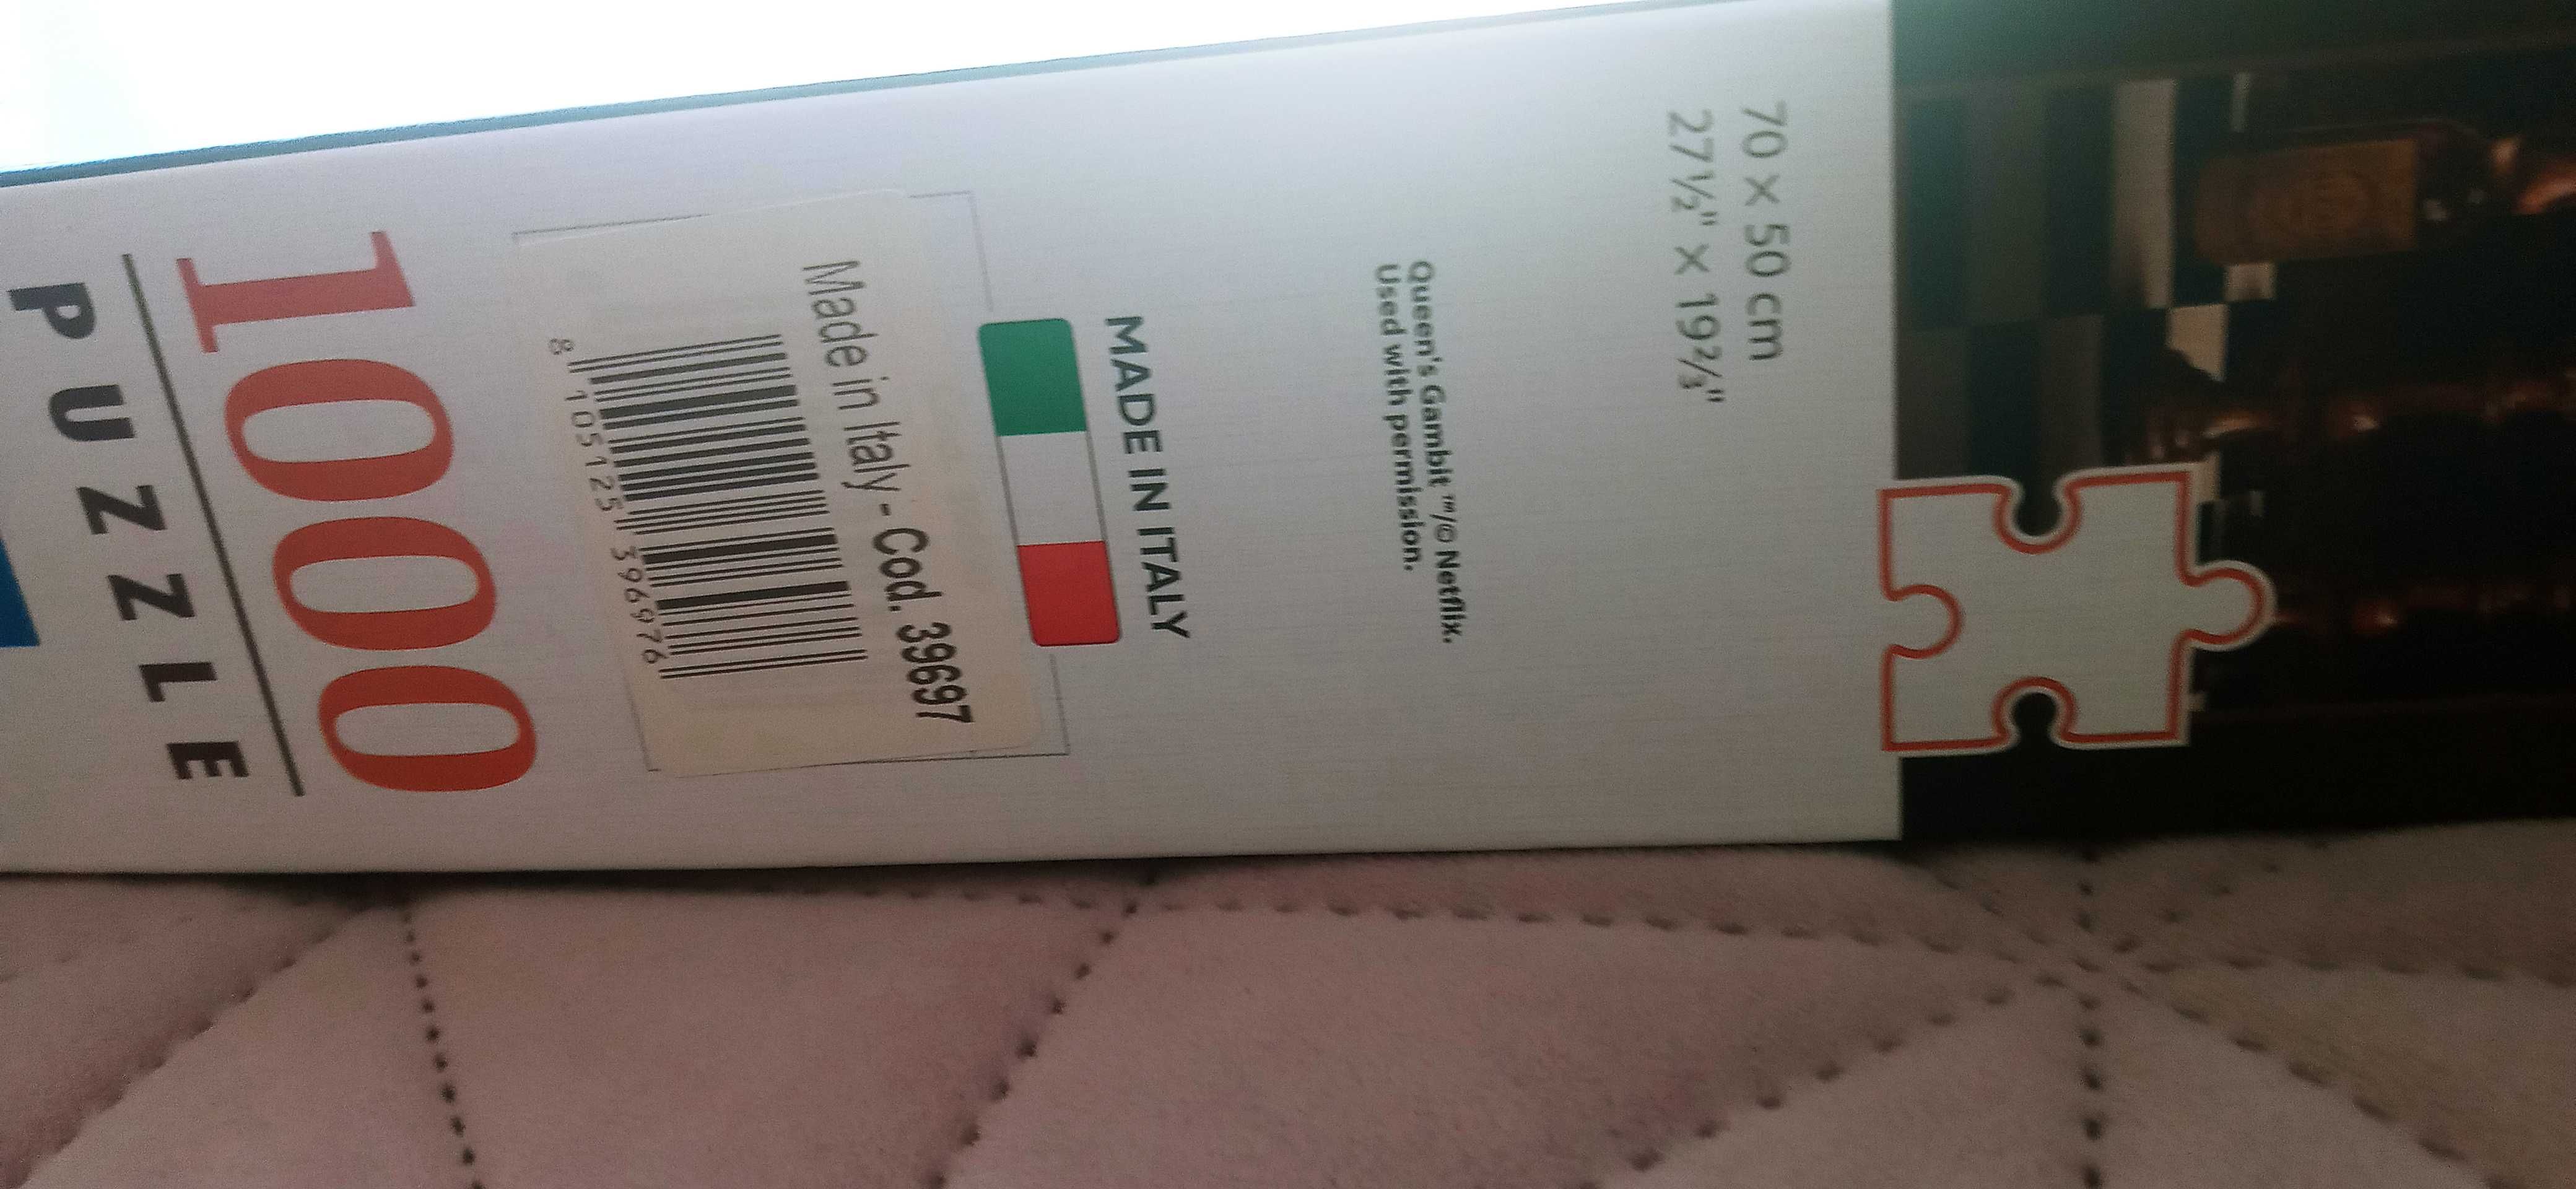 70 x 50 cm
27½" x 19⅔"
Queen's Gambit ™/© Netflix.
Used with permission.
MADE IN ITALY
Made in Italy - Cod. 39697
8 105125 396976
1000
PUZZLE